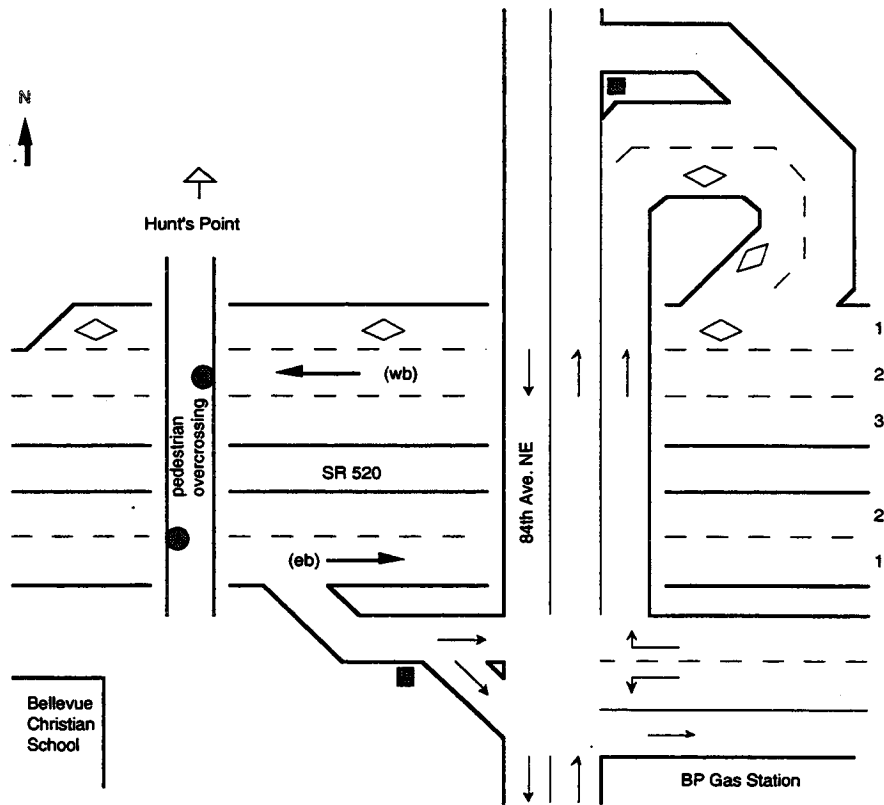 N
Hunt's Point
1
(wb)
2
3
pedestrian
overcrossing
SR 520
84th Ave. NE
2
(eb)
1
Bellevue
Christian
School
BP Gas Station